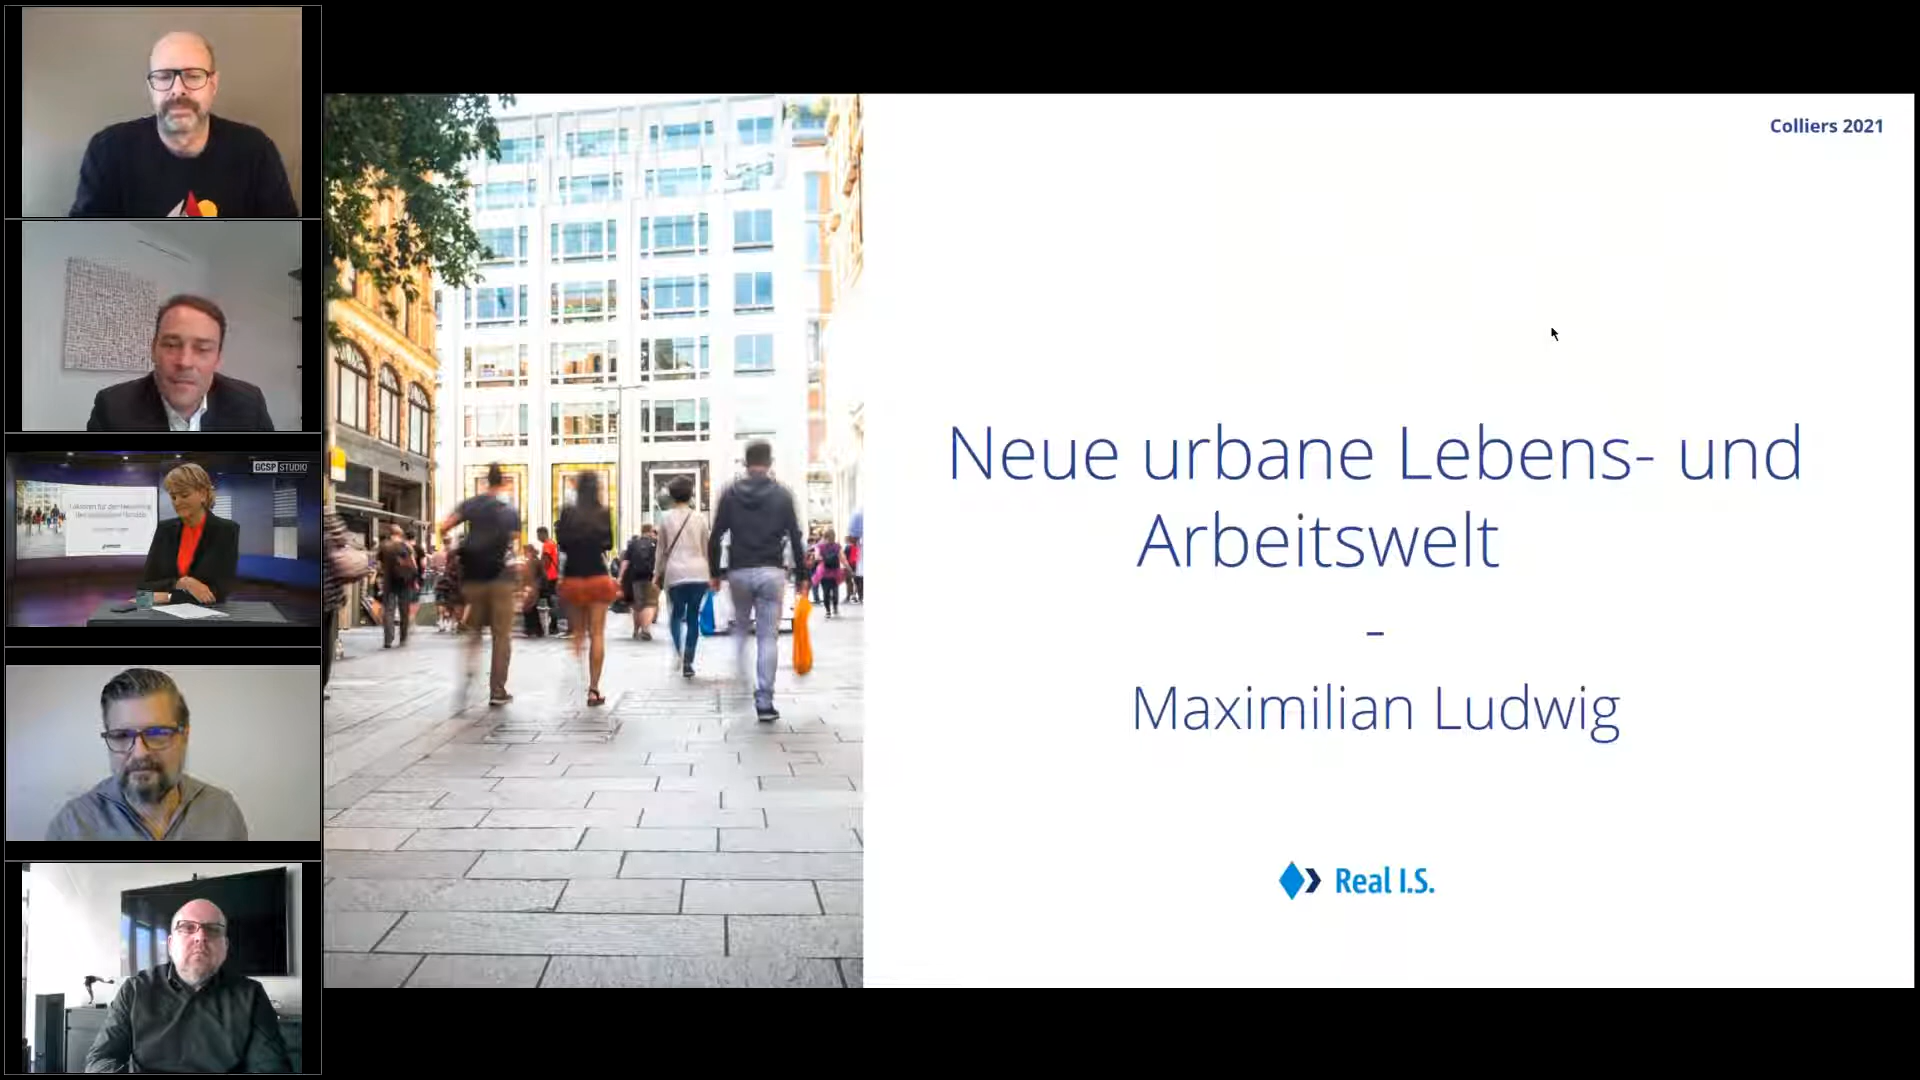 Colliers 2021
Neue urbane Lebens- und
Arbeitswelt
-
Maximilian Ludwig
Real I.S.
GCSP STUDIO